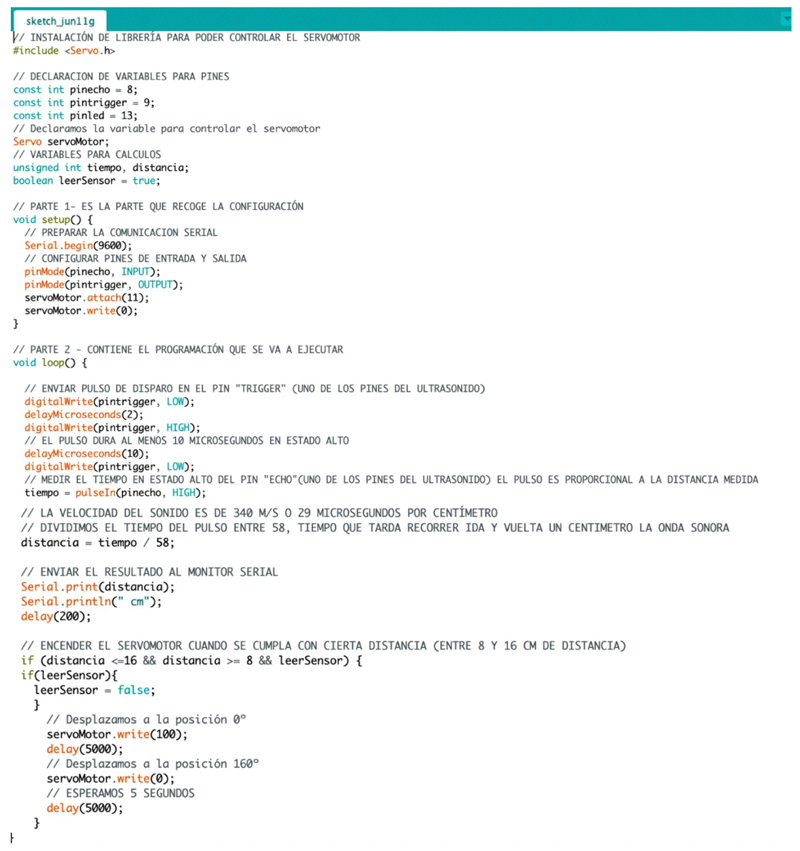 sketch_jun11g
// INSTALACIÓN DE LIBRERÍA PARA PODER CONTROLAR EL SERVOMOTOR
#include <Servo.h>
// DECLARACION DE VARIABLES PARA PINES
const int pinecho = 8;
const int pintrigger = 9;
const int pinled = 13;
// Declaramos la variable para controlar el servomotor
Servo servoMotor;
// VARIABLES PARA CALCULOS
unsigned int tiempo, distancia;
boolean leerSensor = true;
// PARTE 1- ES LA PARTE QUE RECOGE LA CONFIGURACIÓN
void setup() {
// PREPARAR LA COMUNICACION SERIAL
Serial.begin(9600);
// CONFIGURAR PINES DE ENTRADA Y SALIDA
pinMode(pinecho, INPUT);
pinMode(pintrigger, OUTPUT);
servoMotor.attach(11);
servoMotor.write(0);
}
// PARTE 2 - CONTIENE EL PROGRAMACIÓN QUE SE VA A EJECUTAR
void loop() {
// ENVIAR PULSO DE DISPARO EN EL PIN "TRIGGER" (UNO DE LOS PINES DEL ULTRASONIDO)
digitalWrite(pintrigger, LOW);
delayMicroseconds(2);
digitalWrite(pintrigger, HIGH);
// EL PULSO DURA AL MENOS 10 MICROSEGUNDOS EN ESTADO ALTO
delayMicroseconds(10);
digitalWrite(pintrigger, LOW);
// MEDIR EL TIEMPO EN ESTADO ALTO DEL PIN "ECHO"(UNO DE LOS PINES DEL ULTRASONIDO) EL PULSO ES PROPORCIONAL A LA DISTANCIA MEDIDA
tiempo = pulseIn(pinecho, HIGH);
// LA VELOCIDAD DEL SONIDO ES DE 340 M/S O 29 MICROSEGUNDOS POR CENTÍMETRO
// DIVIDIMOS EL TIEMPO DEL PULSO ENTRE 58, TIEMPO QUE TARDA RECORRER IDA Y VUELTA UN CENTIMETRO LA ONDA SONORA
distancia = tiempo / 58;
// ENVIAR EL RESULTADO AL MONITOR SERIAL
Serial.print(distancia);
Serial.println(" cm");
delay(200);
// ENCENDER EL SERVOMOTOR CUANDO SE CUMPLA CON CIERTA DISTANCIA (ENTRE 8 Y 16 CM DE DISTANCIA)
if (distancia <=16 && distancia >= 8 && leerSensor) {
if(leerSensor){
leerSensor = false;
}
// Desplazamos a la posición 0º
servoMotor.write(100);
delay(5000);
// Desplazamos a la posición 160º
servoMotor.write(0);
// ESPERAMOS 5 SEGUNDOS
delay(5000);
}
}